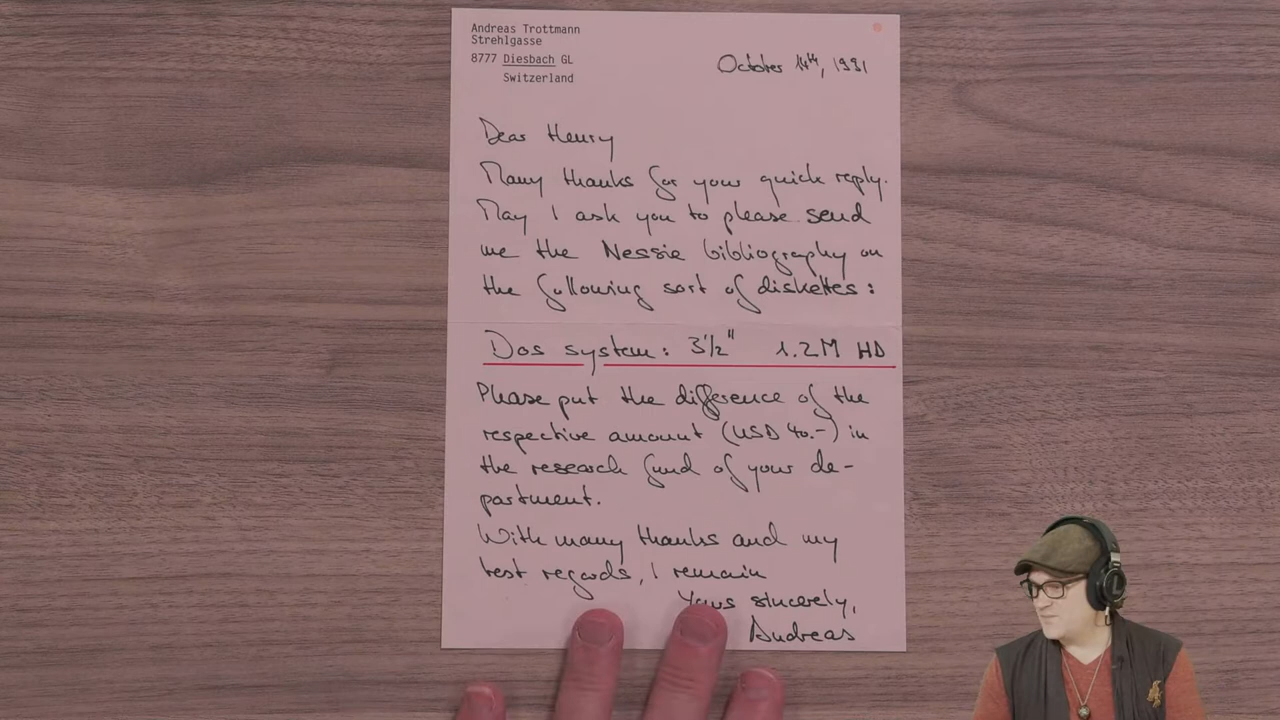 Andreas Trottmann
Strehlgasse
8777 Diesbach GL
Switzerland
October 14th, 1991
Dear Henry
Many thanks for your quick reply.
May I ask you to please send
me the Nessie bibliography on
the following sort of diskettes:
Dos system: 3 1/2" 1.2M HD
Please put the difference of the
respective amount (USD 40.-) in
the research fund of your de-
partment.
With many thanks and my
best regards, I remain
Yours sincerely,
Andreas